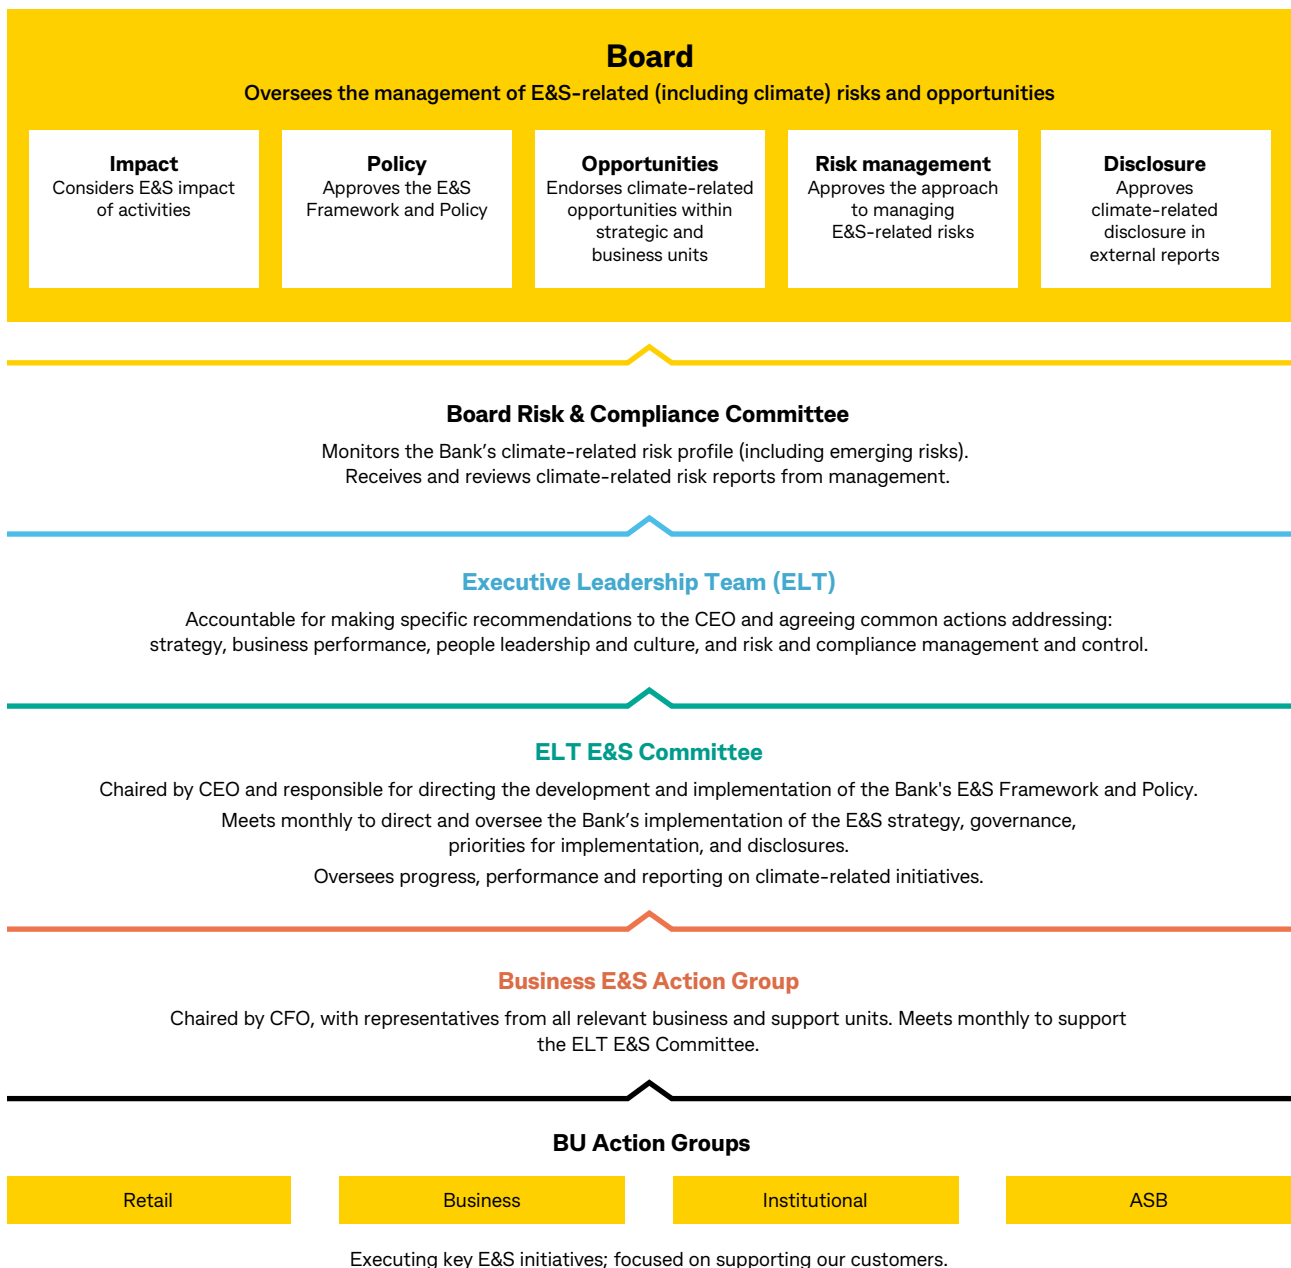 Board
Oversees the management of E&S-related (including climate) risks and opportunities
Impact
Considers E&S impact
of activities
Policy
Approves the E&S
Framework and Policy
Opportunities
Endorses climate-related
opportunities within
strategic and
business units
Risk management
Approves the approach
to managing
E&S-related risks
Disclosure
Approves
climate-related
disclosure in
external reports
Board Risk & Compliance Committee
Monitors the Bank’s climate-related risk profile (including emerging risks).
Receives and reviews climate-related risk reports from management.
Executive Leadership Team (ELT)
Accountable for making specific recommendations to the CEO and agreeing common actions addressing:
strategy, business performance, people leadership and culture, and risk and compliance management and control.
ELT E&S Committee
Chaired by CEO and responsible for directing the development and implementation of the Bank's E&S Framework and Policy.
Meets monthly to direct and oversee the Bank’s implementation of the E&S strategy, governance,
priorities for implementation, and disclosures.
Oversees progress, performance and reporting on climate-related initiatives.
Business E&S Action Group
Chaired by CFO, with representatives from all relevant business and support units. Meets monthly to support
the ELT E&S Committee.
BU Action Groups
Retail
Business
Institutional
ASB
Executing key E&S initiatives; focused on supporting our customers.